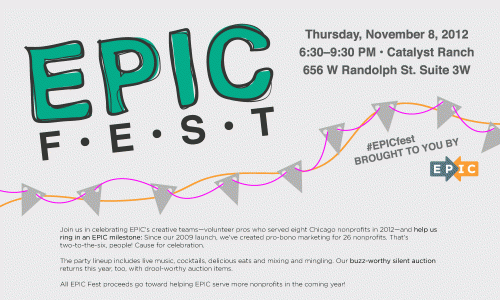 EPIC
F•E•S•T
Thursday, November 8, 2012
6:30–9:30 PM • Catalyst Ranch
656 W Randolph St. Suite 3W
#EPICfest
BROUGHT TO YOU BY
EPIC
Join us in celebrating EPIC's creative teams—volunteer pros who served eight Chicago nonprofits in 2012—and help us
ring in an EPIC milestone: Since our 2009 launch, we've created pro-bono marketing for 26 nonprofits. That's
two-to-the-six, people! Cause for celebration.
The party lineup includes live music, cocktails, delicious eats and mixing and mingling. Our buzz-worthy silent auction
returns this year, too, with drool-worthy auction items.
All EPIC Fest proceeds go toward helping EPIC serve more nonprofits in the coming year!